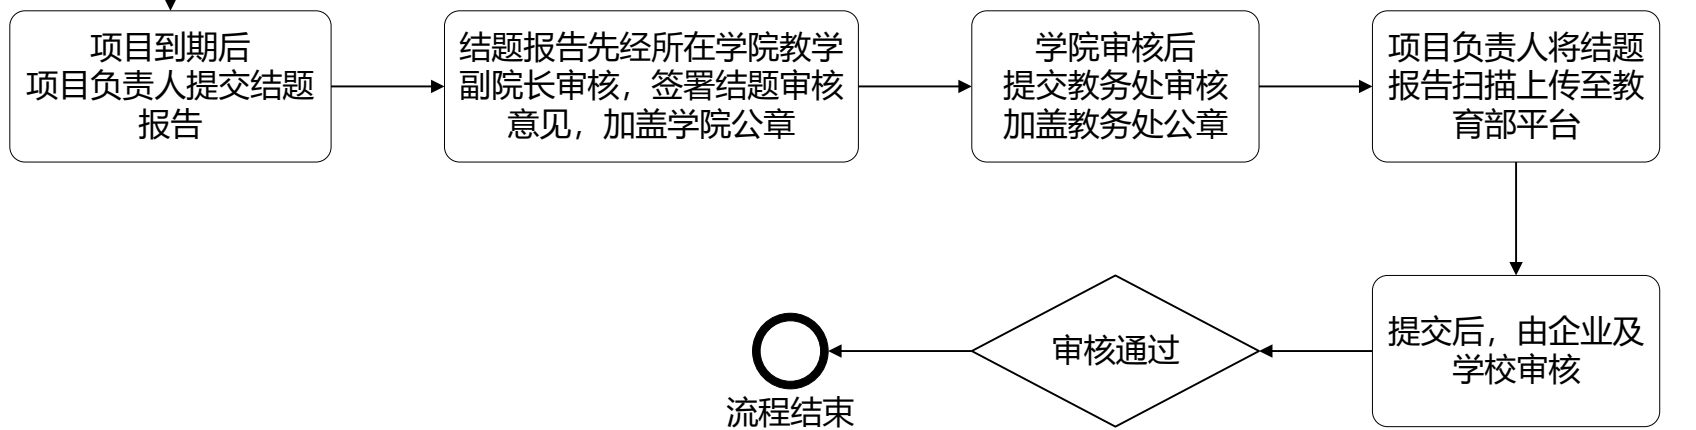 项目到期后
项目负责人提交结题
报告
结题报告先经所在学院教学
副院长审核，签署结题审核
意见，加盖学院公章
学院审核后
提交教务处审核
加盖教务处公章
项目负责人将结题
报告扫描上传至教
育部平台
提交后，由企业及
学校审核
审核通过
流程结束